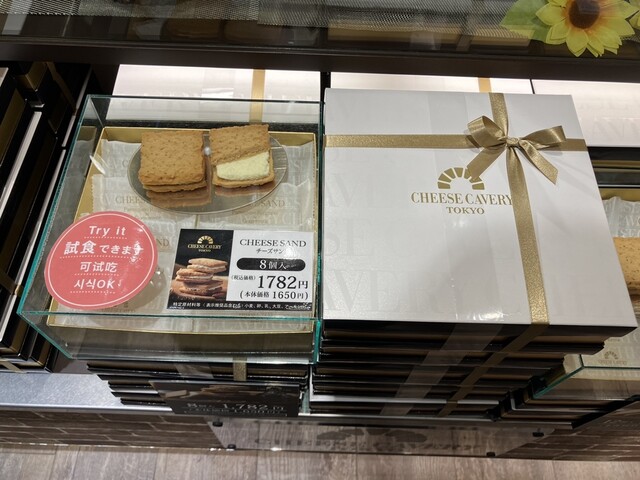 Try it
試食できます
可试吃
시식OK!
CHEESE CAVERY
TOKYO
CHEESE SAND
チーズサンド
8個入
(税込価格) 1782円
(本体価格 1650円)
CHEESE CAVERY
TOKYO